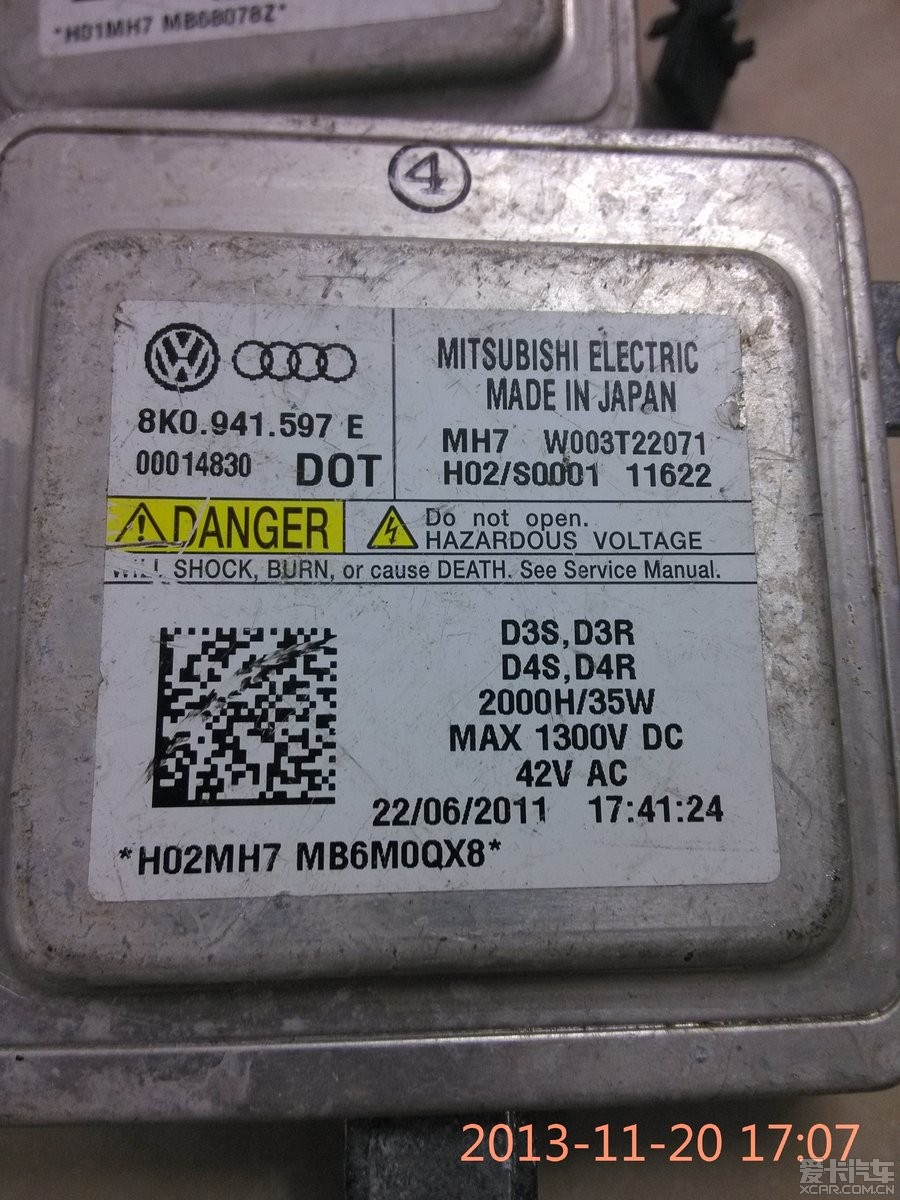 *H01MH7 MB68078Z*
4
8K0.941.597 E
00014830 DOT
MITSUBISHI ELECTRIC
MADE IN JAPAN
MH7 W003T22071
H02/S0001 11622
DANGER
Do not open.
HAZARDOUS VOLTAGE
WILL SHOCK, BURN, or cause DEATH. See Service Manual.
D3S,D3R
D4S,D4R
2000H/35W
MAX 1300V DC
42V AC
22/06/2011 17:41:24
*H02MH7 MB6M0QX8*
2013-11-20 17:07
爱卡汽车
XCAR.COM.CN